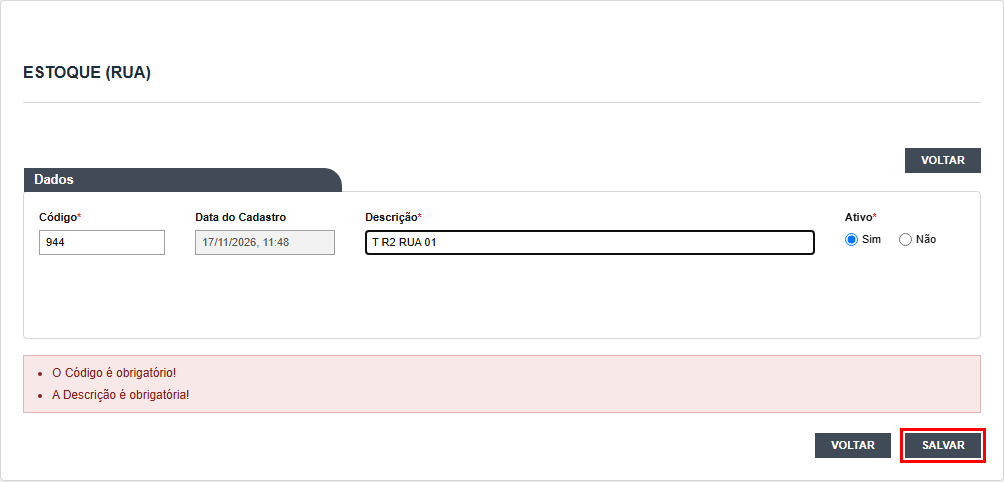 ESTOQUE (RUA)
VOLTAR
Dados
Código* Data do Cadastro Descrição* Ativo*
944 17/11/2026, 11:48 T R2 RUA 01 Sim Não
• O Código é obrigatório!
• A Descrição é obrigatória!
VOLTAR SALVAR